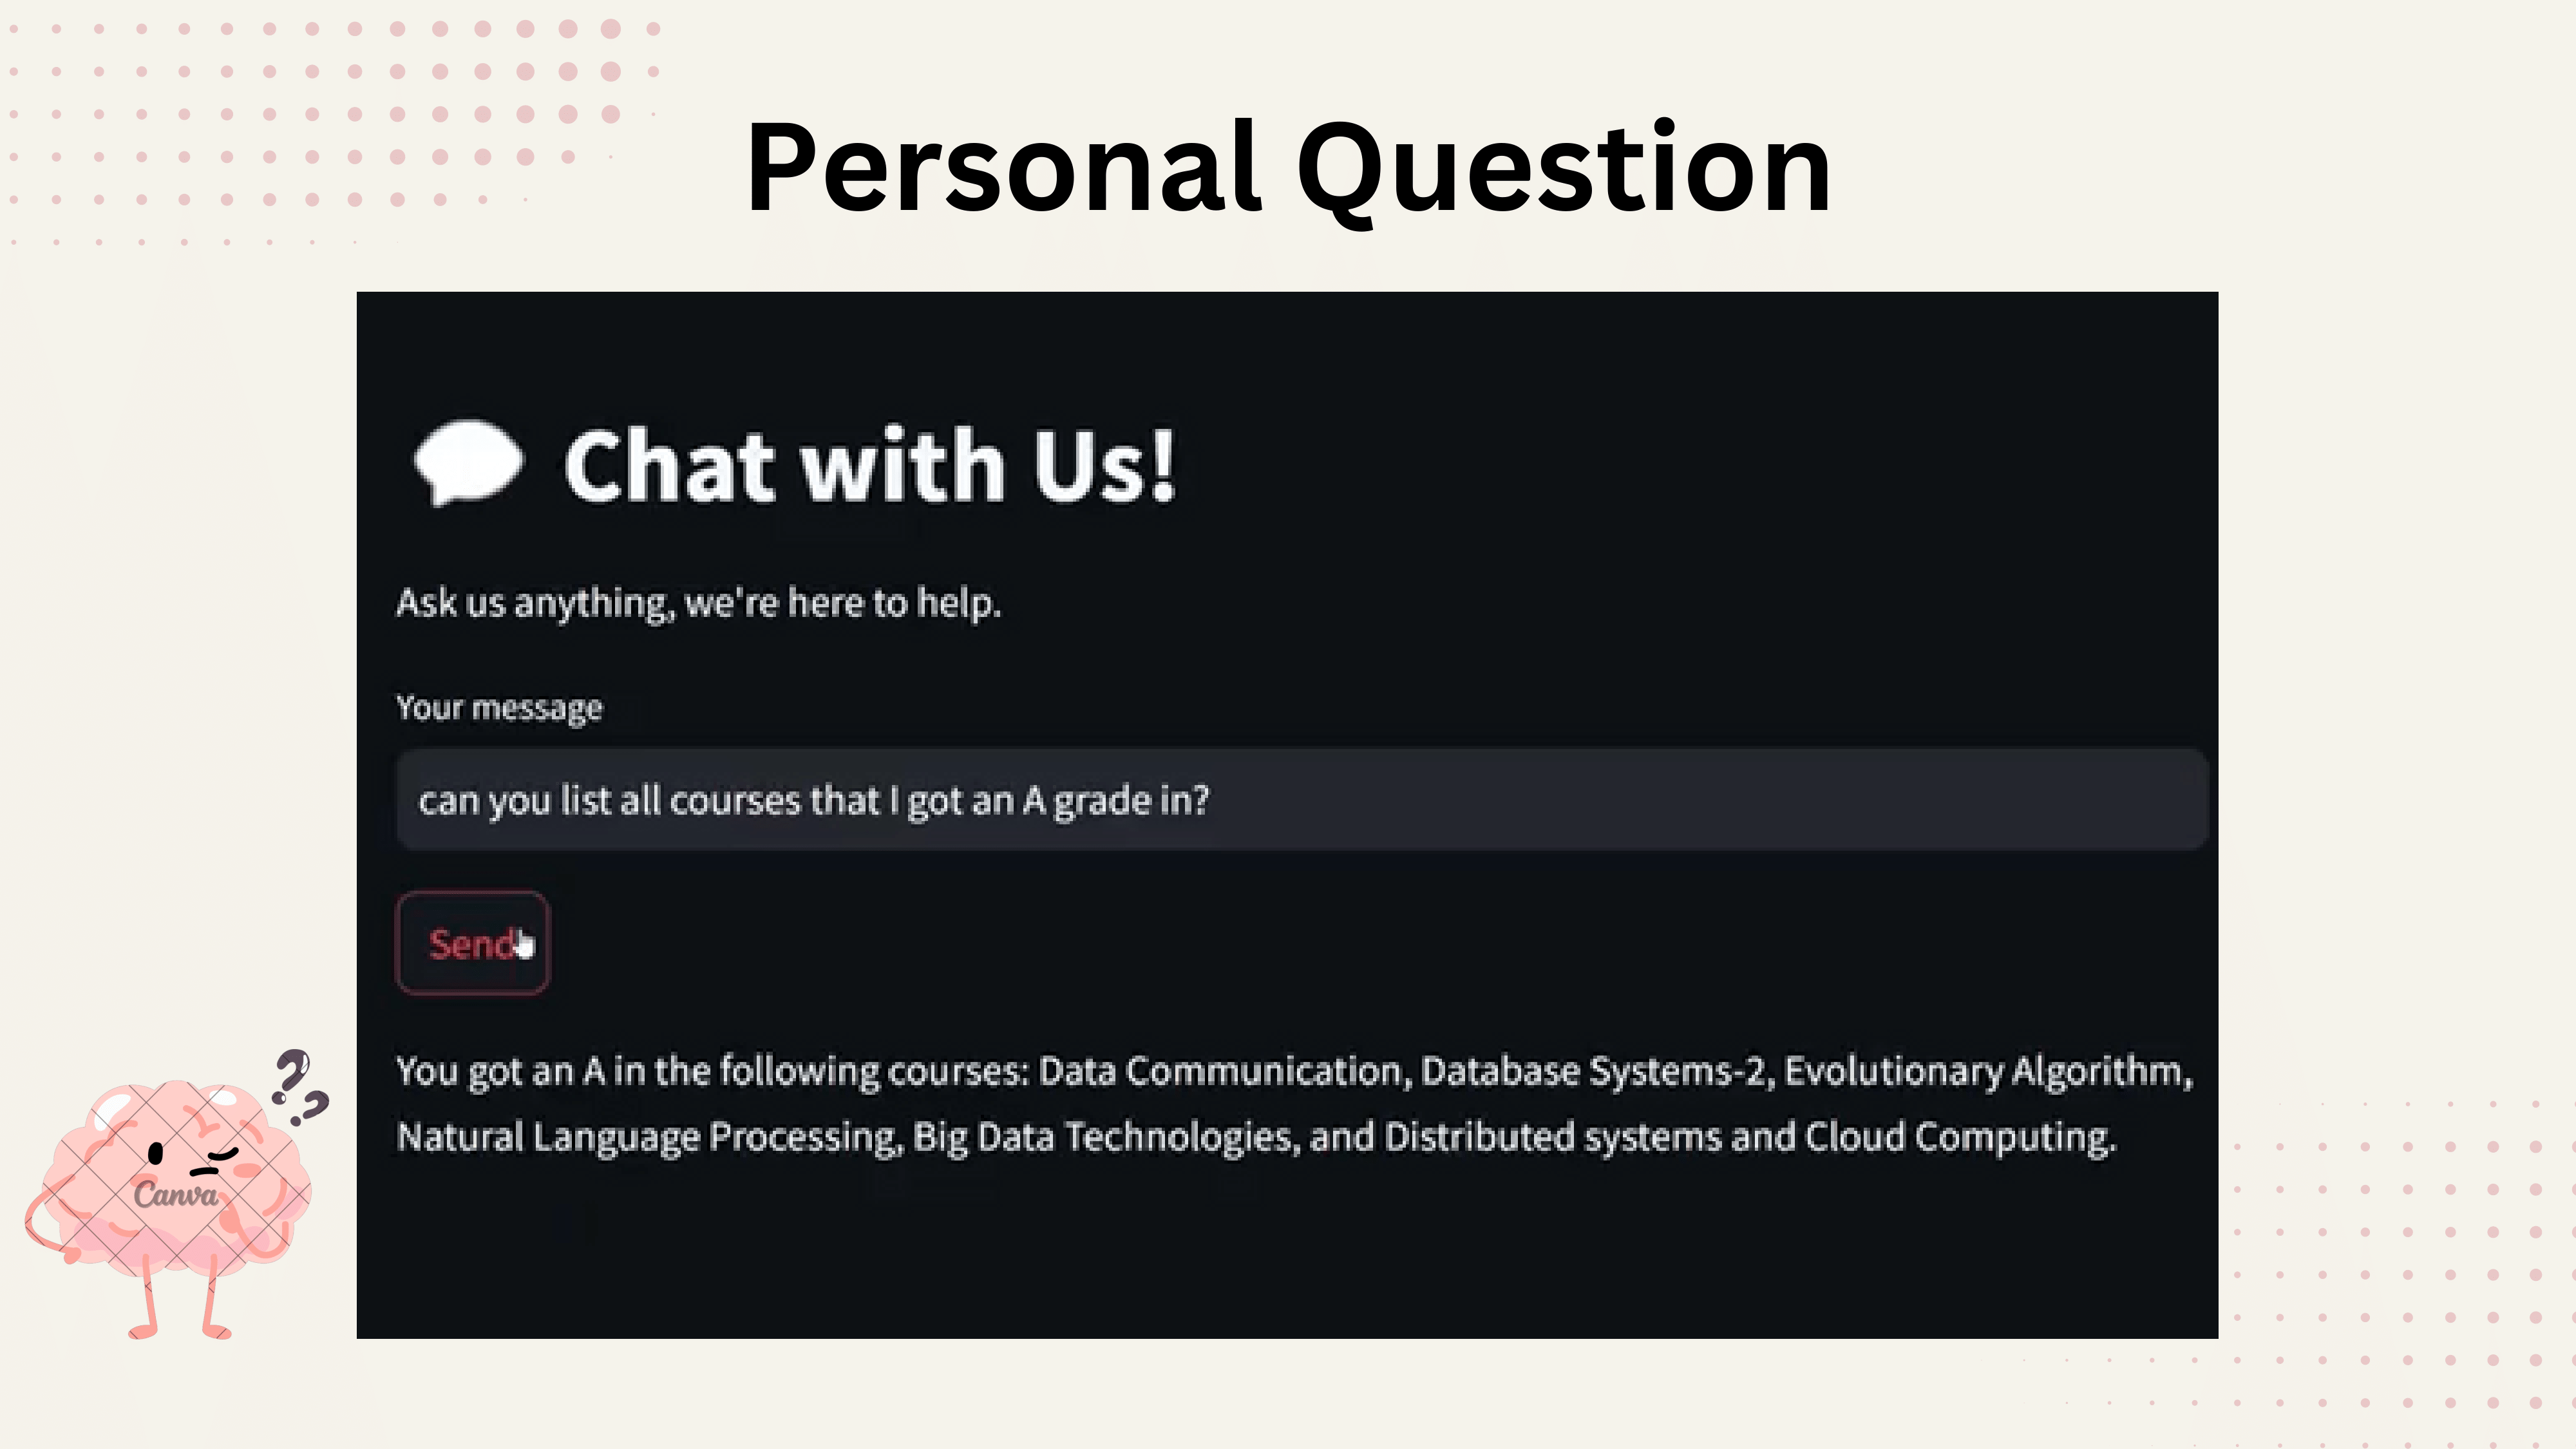 Personal Question
Chat with Us!
Ask us anything, we're here to help.
Your message
can you list all courses that I got an A grade in?
Send
You got an A in the following courses: Data Communication, Database Systems-2, Evolutionary Algorithm,
Natural Language Processing, Big Data Technologies, and Distributed systems and Cloud Computing.
??
Canva